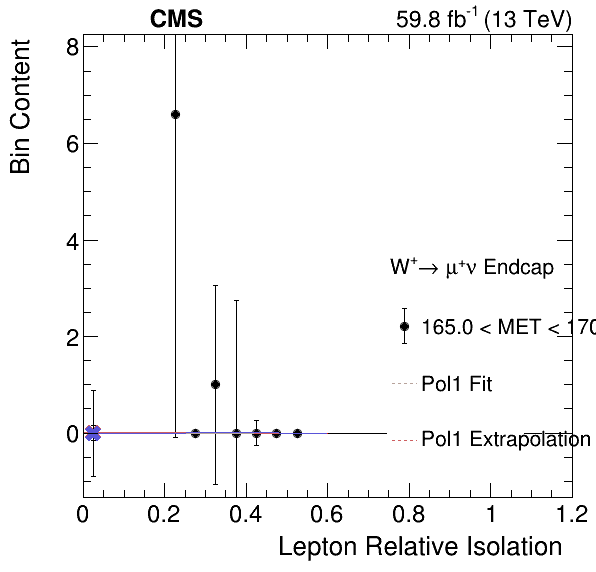 CMS
59.8 fb⁻¹ (13 TeV)
Bin Content
8
6
4
2
0
W⁺→ μ⁺ν Endcap
165.0 < MET < 170
Pol1 Fit
Pol1 Extrapolation
0 0.2 0.4 0.6 0.8 1 1.2
Lepton Relative Isolation